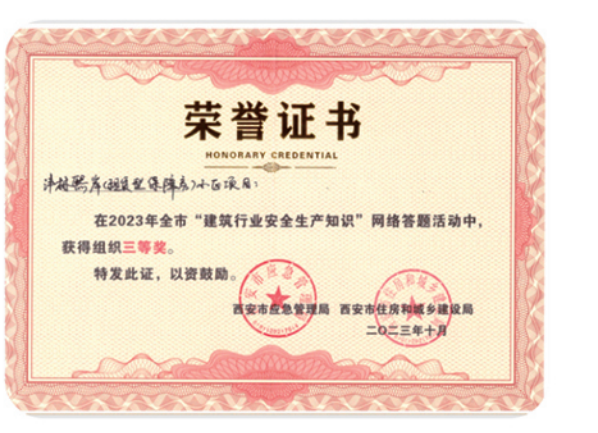 荣誉证书
HONORARY CREDENTIAL
小区项目:
在2023年全市“建筑行业安全生产知识”网络答题活动中,
获得组织三等奖。
特发此证，以资鼓励。
西安市应急管理局 西安市住房和城乡建设局
二〇二三年十月